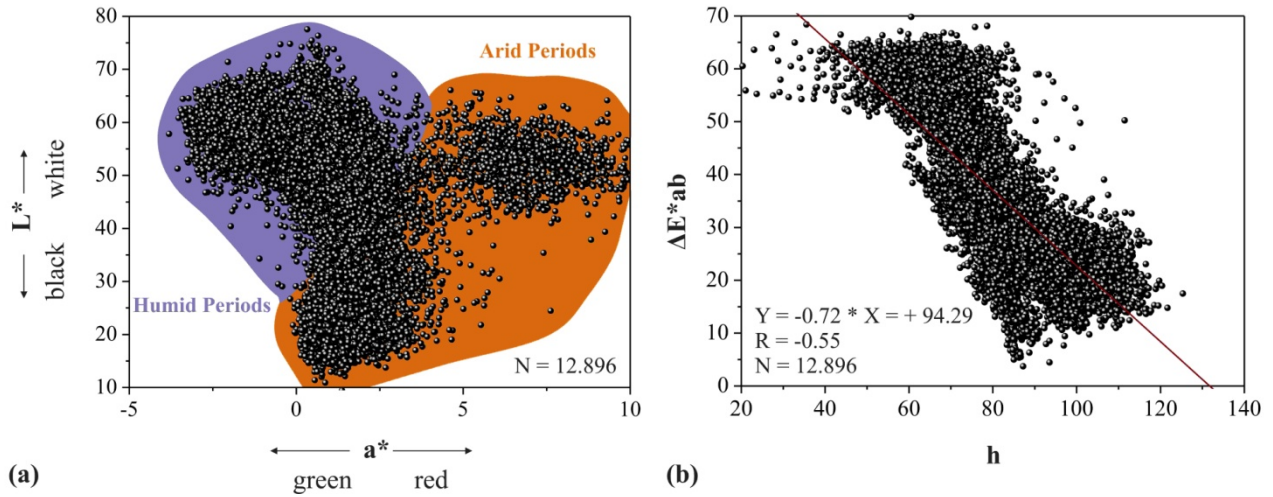 80
70
60
50
40
30
20
10
-5
0
5
10
L*
white
black
Arid Periods
Humid Periods
N = 12.896
a*
green red
(a)
70
60
50
40
30
20
10
0
20
40
60
80
100
120
140
ΔE*ab
Y = -0.72 * X = + 94.29
R = -0.55
N = 12.896
h
(b)